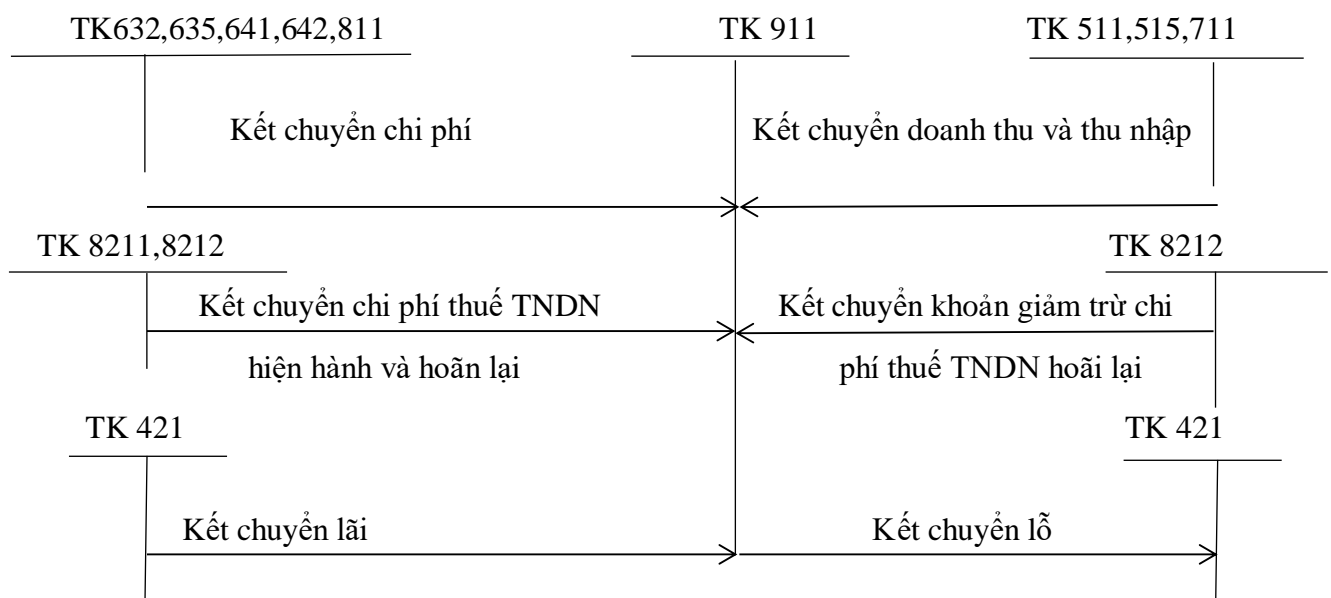 TK632,635,641,642,811 TK 911 TK 511,515,711
Kết chuyển chi phí Kết chuyển doanh thu và thu nhập
TK 8211,8212 TK 8212
Kết chuyển chi phí thuế TNDN Kết chuyển khoản giảm trừ chi
hiện hành và hoãn lại phí thuế TNDN hoãi lại
TK 421 TK 421
Kết chuyển lãi Kết chuyển lỗ